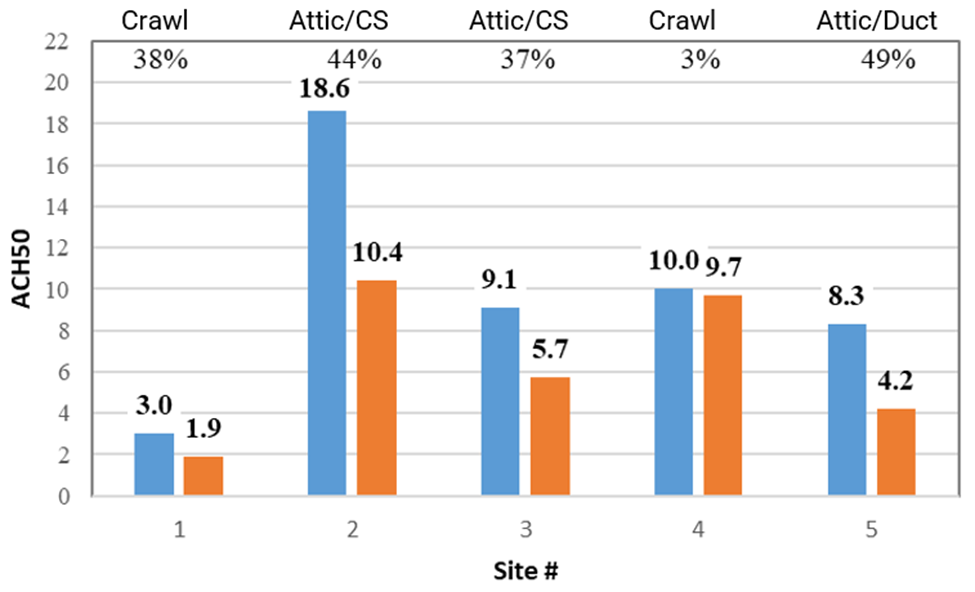 Crawl Attic/CS Attic/CS Crawl Attic/Duct
22 38% 44% 37% 3% 49%
20 18.6
18
16
14
12 10.4
ACH50
10 9.1 10.0 9.7 8.3
8
6 5.7
4 3.0 1.9 4.2
2
0
1 2 3 4 5
Site #